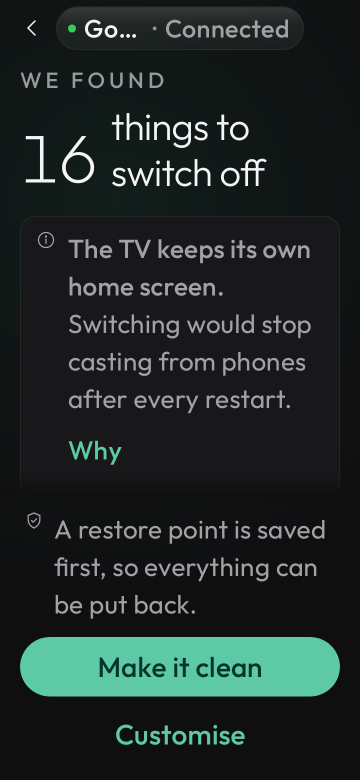 Go... · Connected
WE FOUND
16 things to
switch off
The TV keeps its own
home screen.
Switching would stop
casting from phones
after every restart.
Why
A restore point is saved
first, so everything can
be put back.
Make it clean
Customise